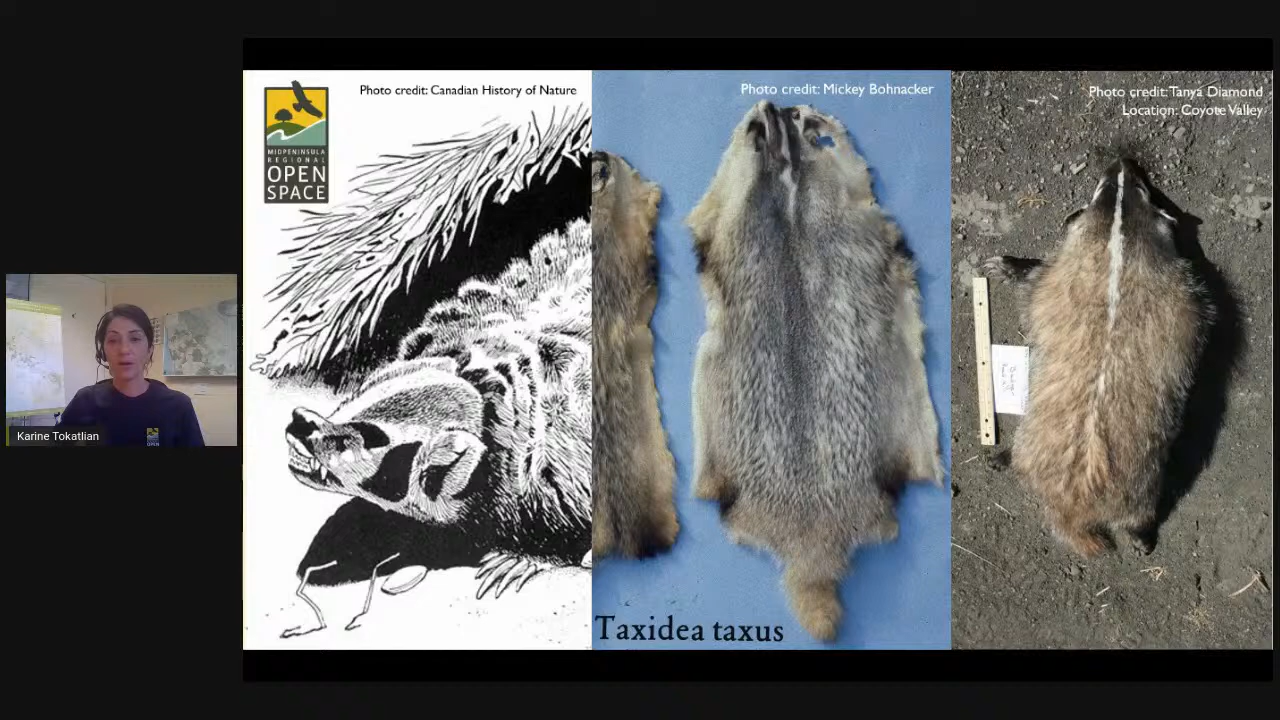 Karine Tokatlian
MIDPENINSULA
REGIONAL
OPEN
SPACE
Photo credit: Canadian History of Nature
Photo credit: Mickey Bohnacker
Taxidea taxus
Photo credit: Tanya Diamond
Location: Coyote Valley